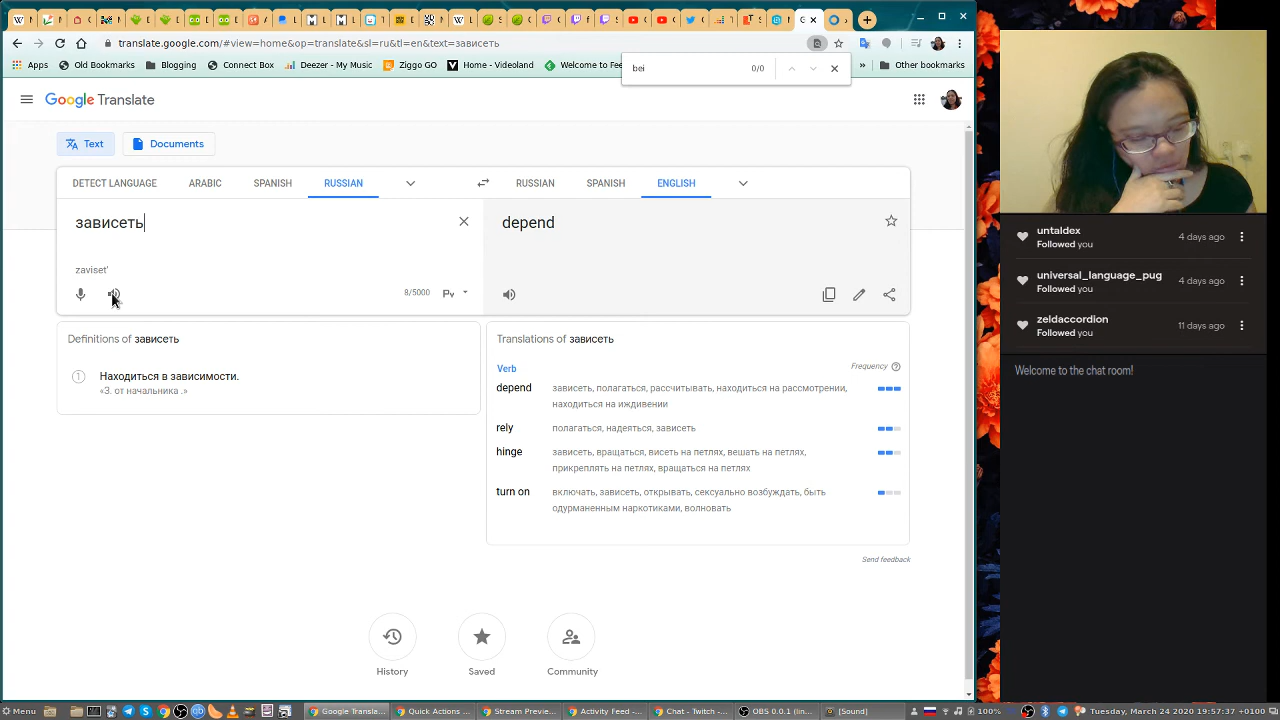 translate.google.com/
view=home&op=translate&sl=ru&tl=en&text=зависеть
Apps
Old Bookmarks
Blogging
Connect Box
Deezer - My Music
Ziggo GO
Home - Videoland
Welcome to Fee
»
Other bookmarks
bei
0/0
Google Translate
Text
Documents
DETECT LANGUAGE
ARABIC
SPANISH
RUSSIAN
RUSSIAN
SPANISH
ENGLISH
зависеть
depend
zaviset'
8/5000
Definitions of зависеть
1
Находиться в зависимости.
«З. от начальника .»
Translations of зависеть
Verb
Frequency
depend
зависеть, полагаться, рассчитывать, находиться на рассмотрении,
находиться на иждивении
rely
полагаться, надеяться, зависеть
hinge
зависеть, вращаться, висеть на петлях, вешать на петлях,
прикреплять на петлях, вращаться на петлях
turn on
включать, зависеть, открывать, сексуально возбуждать, быть
одурманенным наркотиками, волновать
Send feedback
History
Saved
Community
untaldex
Followed you
4 days ago
universal_language_pug
Followed you
4 days ago
zeldaccordion
Followed you
11 days ago
Welcome to the chat room!
Menu
Google Transla...
Quick Actions ...
Stream Preview...
Activity Feed -...
Chat - Twitch ...
OBS 0.0.1 (lin...
[Sound]
100%
Tuesday, March 24 2020 19:57:37 +0100